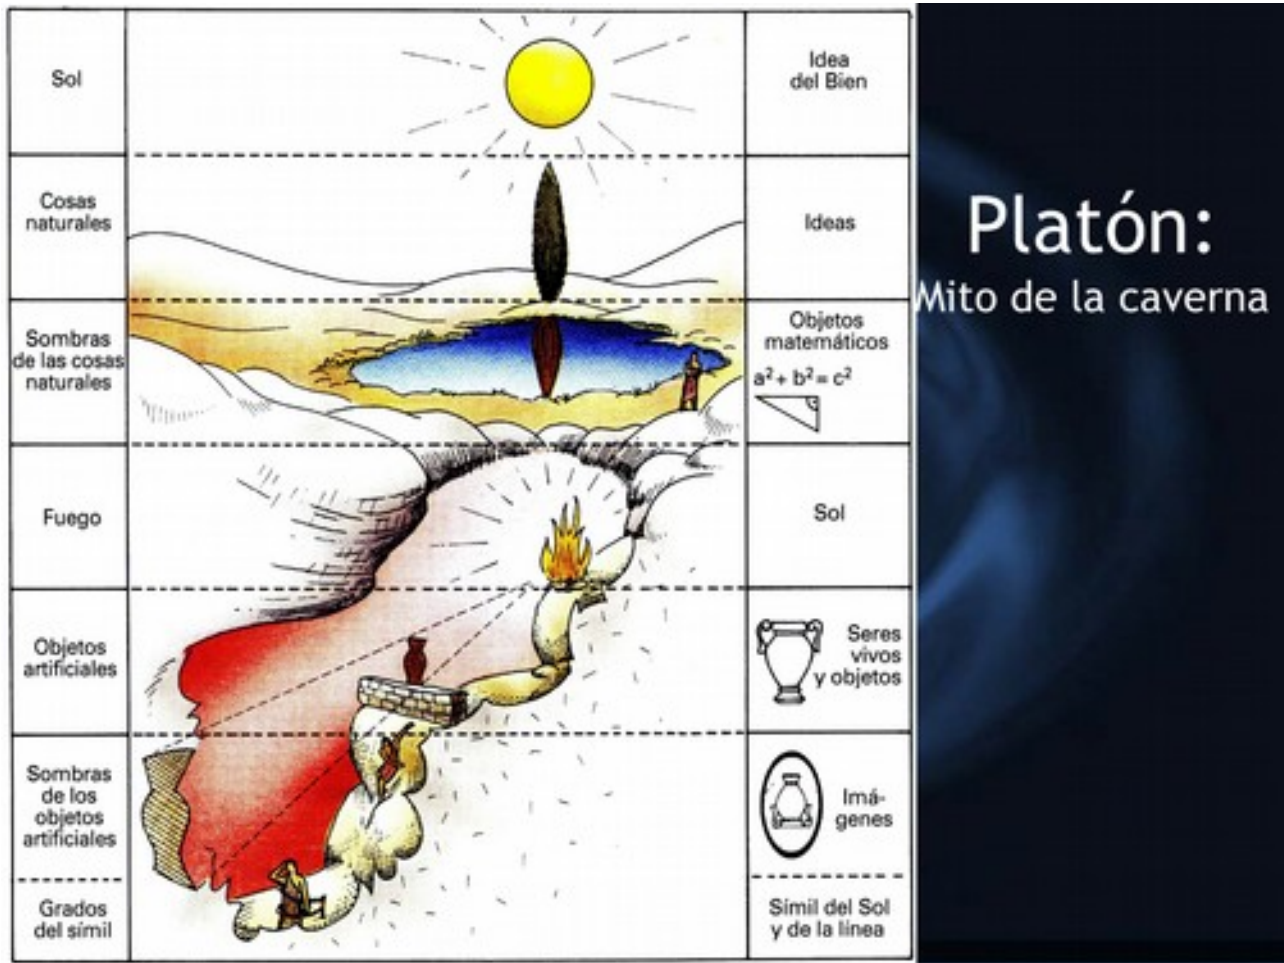 Sol
Idea
del Bien
Cosas
naturales
Ideas
Platón:
Mito de la caverna
Sombras
de las cosas
naturales
Objetos
matemáticos
a² + b² = c²
Fuego
Sol
Objetos
artificiales
Seres
vivos
y objetos
Sombras
de los
objetos
artificiales
Imá-
genes
Grados
del símil
Símil del Sol
y de la línea